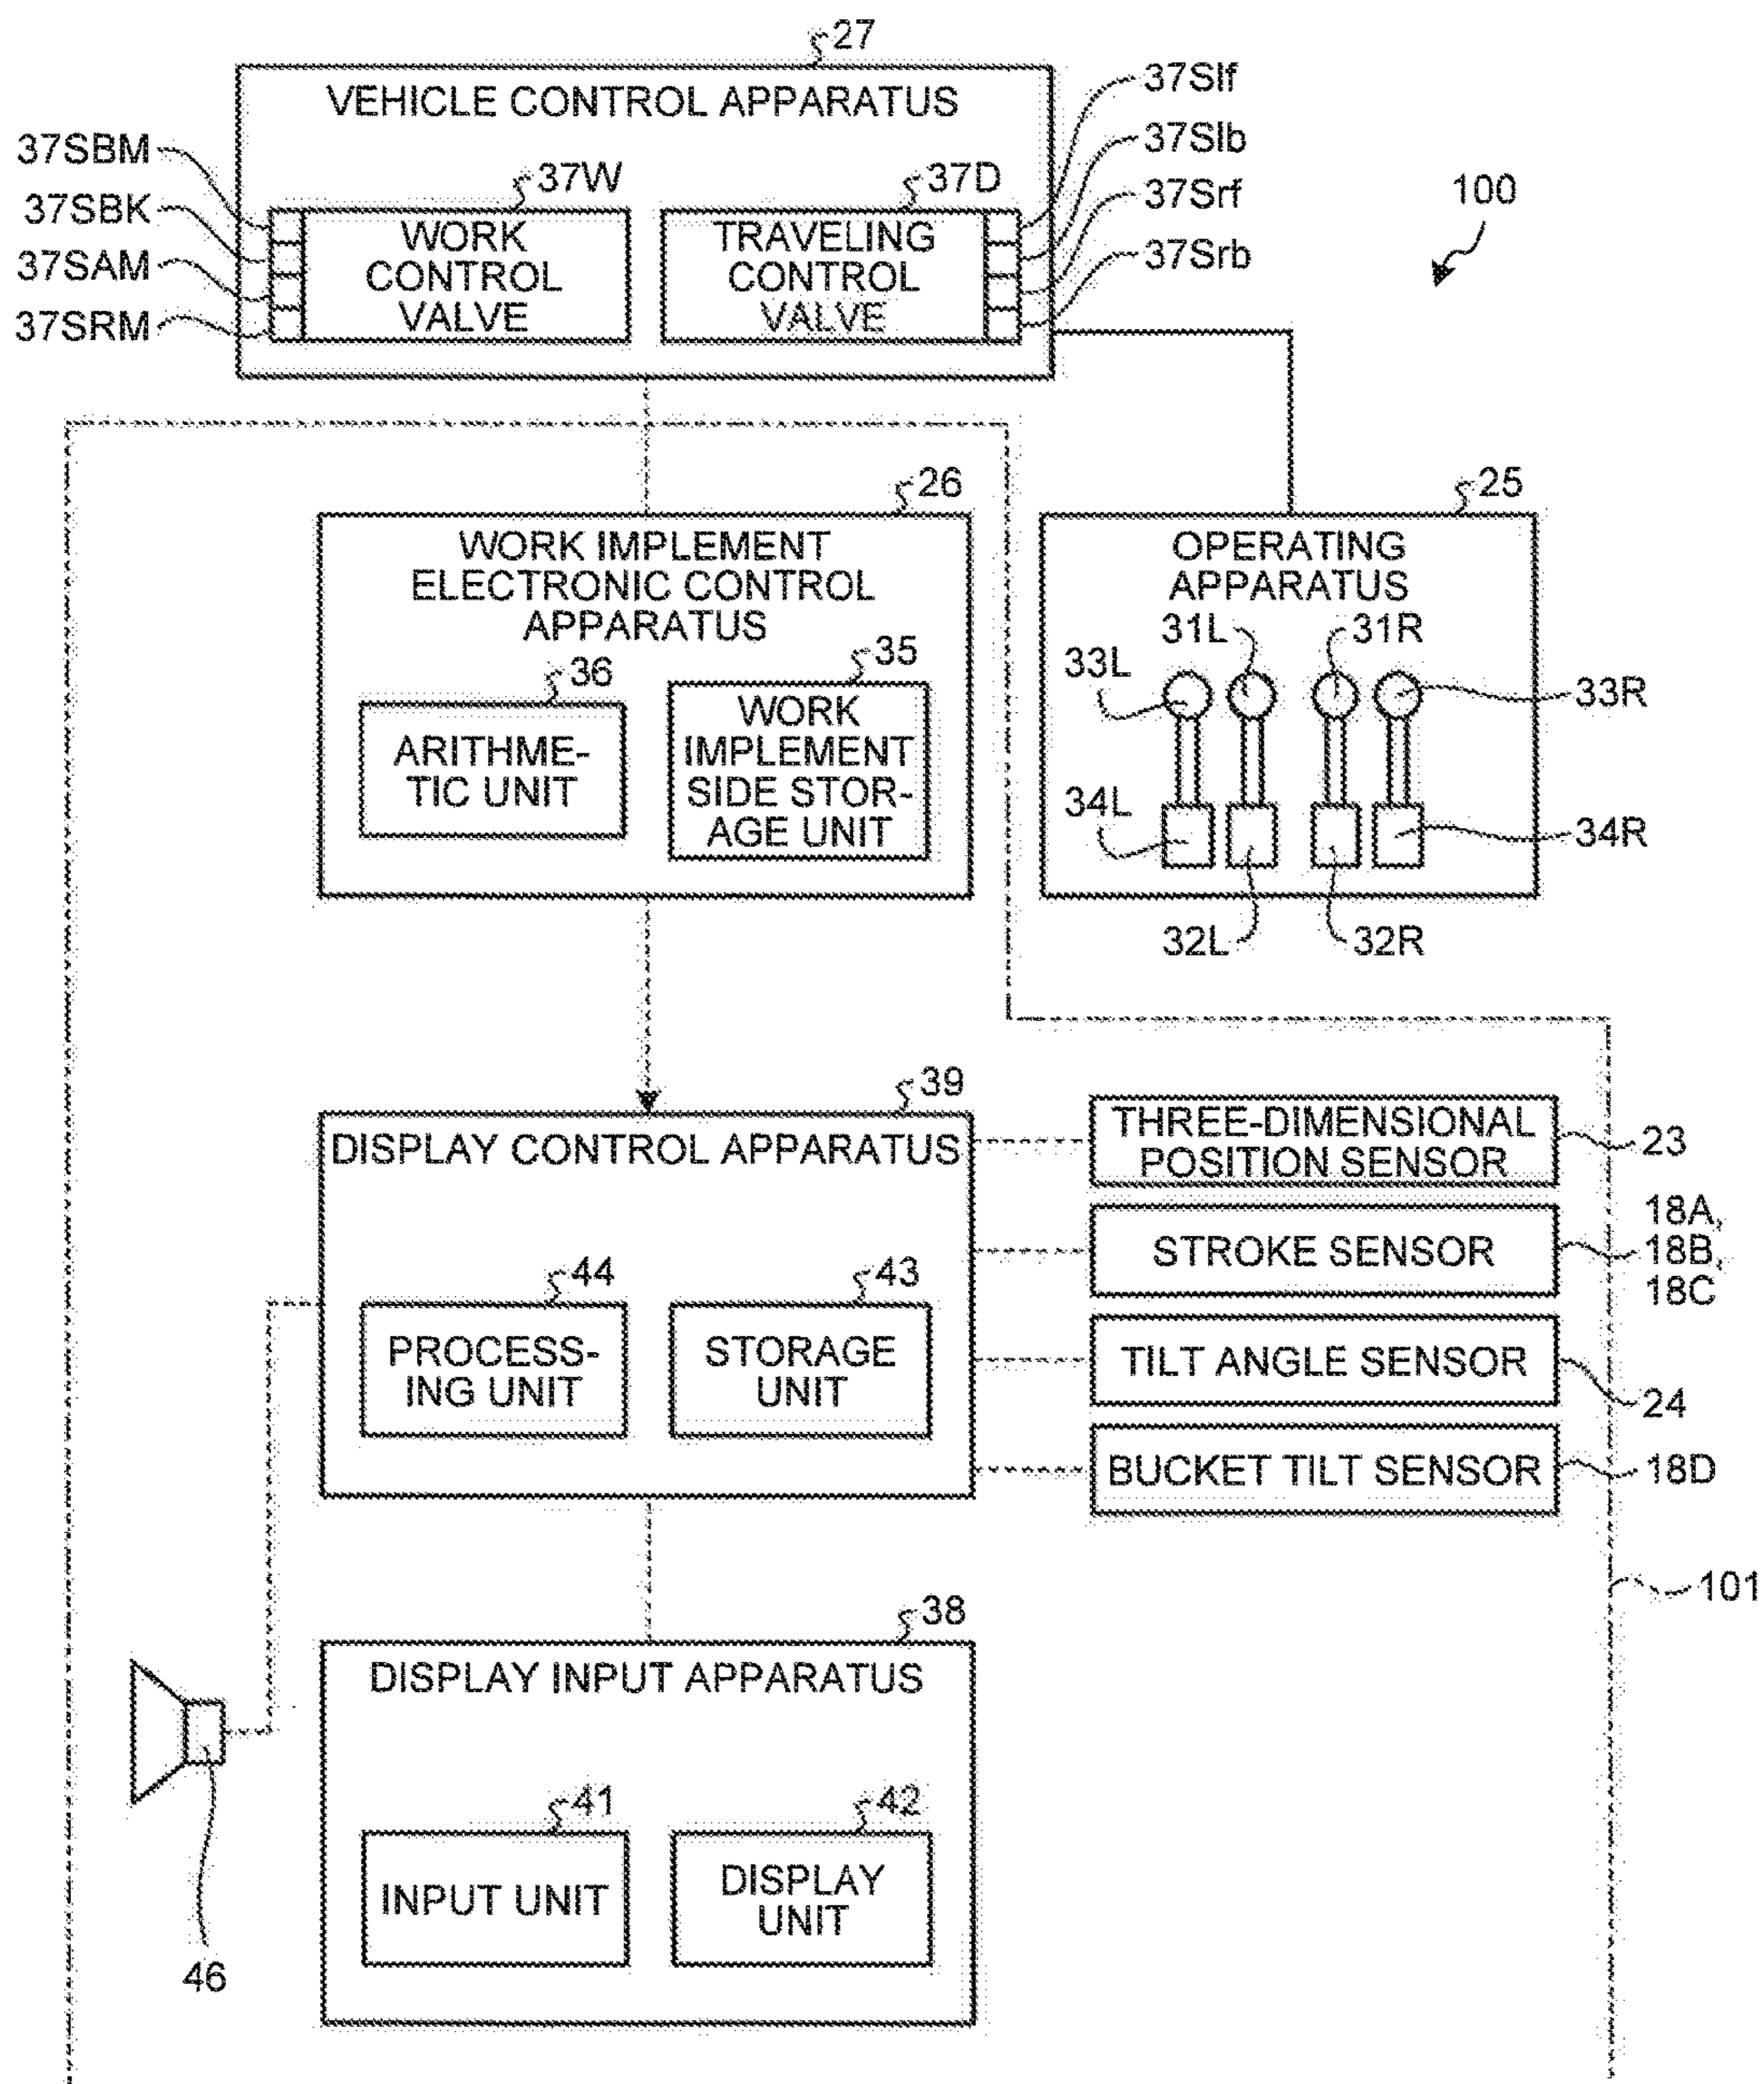 27
VEHICLE CONTROL APPARATUS
37SBM
37SBK
37SAM
37SRM
37W
WORK
CONTROL
VALVE
37D
TRAVELING
CONTROL
VALVE
37Slf
37Slb
37Srf
37Srb
100
26
WORK IMPLEMENT
ELECTRONIC CONTROL
APPARATUS
36
ARITHME-
TIC UNIT
35
WORK
IMPLEMENT
SIDE STOR-
AGE UNIT
25
OPERATING
APPARATUS
31L
31R
33L
33R
34L
34R
32L
32R
39
DISPLAY CONTROL APPARATUS
44
PROCESS-
ING UNIT
43
STORAGE
UNIT
THREE-DIMENSIONAL
POSITION SENSOR
23
STROKE SENSOR
18A,
18B,
18C
TILT ANGLE SENSOR
24
BUCKET TILT SENSOR
18D
101
38
DISPLAY INPUT APPARATUS
41
INPUT UNIT
42
DISPLAY
UNIT
46